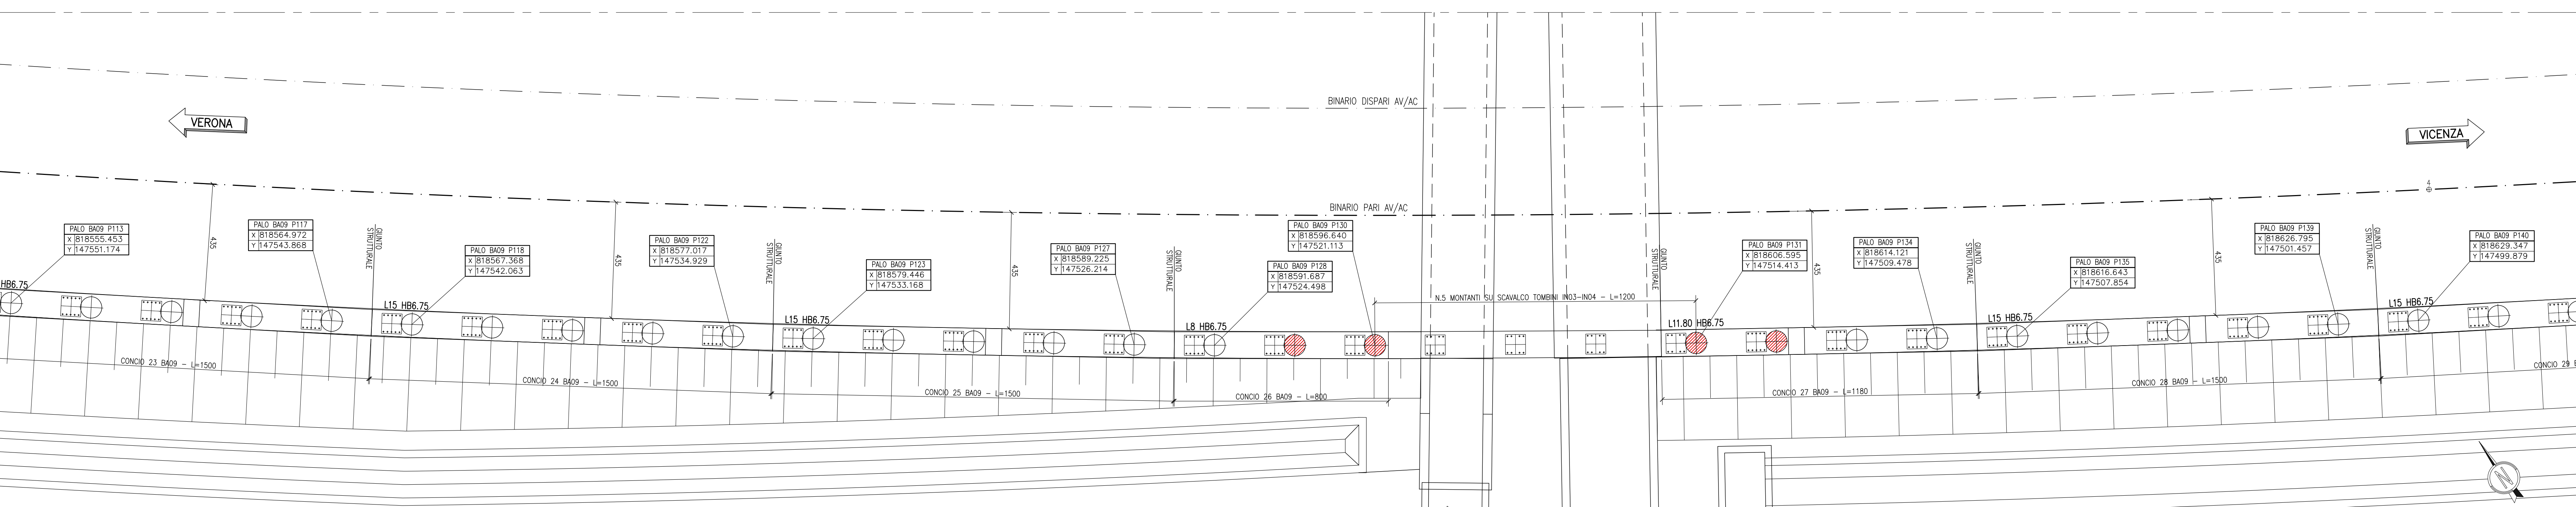 BINARIO DISPARI AV/AC
VERONA
VICENZA
4
BINARIO PARI AV/AC
PALO BA09 P113
X 818555.453
Y 147551.174
435
PALO BA09 P117
X 818564.972
Y 147543.868
GIUNTO
STRUTTURALE
PALO BA09 P118
X 818567.368
Y 147542.063
435
PALO BA09 P122
X 818577.017
Y 147534.929
GIUNTO
STRUTTURALE
PALO BA09 P123
X 818579.446
Y 147533.168
435
PALO BA09 P127
X 818589.225
Y 147526.214
GIUNTO
STRUTTURALE
PALO BA09 P130
X 818596.640
Y 147521.113
PALO BA09 P128
X 818591.687
Y 147524.498
GIUNTO
STRUTTURALE
PALO BA09 P131
X 818606.595
Y 147514.413
435
PALO BA09 P134
X 818614.121
Y 147509.478
GIUNTO
STRUTTURALE
PALO BA09 P135
X 818616.643
Y 147507.854
435
PALO BA09 P139
X 818626.795
Y 147501.457
GIUNTO
STRUTTURALE
PALO BA09 P140
X 818629.347
Y 147499.879
N.5 MONTANTI SU SCAVALCO TOMBINI IN03-IN04 - L=1200
HB6.75
L15 HB6.75
L15 HB6.75
L8 HB6.75
L11.80 HB6.75
L15 HB6.75
L15 HB6.75
CONCIO 23 BA09 - L=1500
CONCIO 24 BA09 - L=1500
CONCIO 25 BA09 - L=1500
CONCIO 26 BA09 - L=800
CONCIO 27 BA09 - L=1180
CONCIO 28 BA09 - L=1500
CONCIO 29 B
N